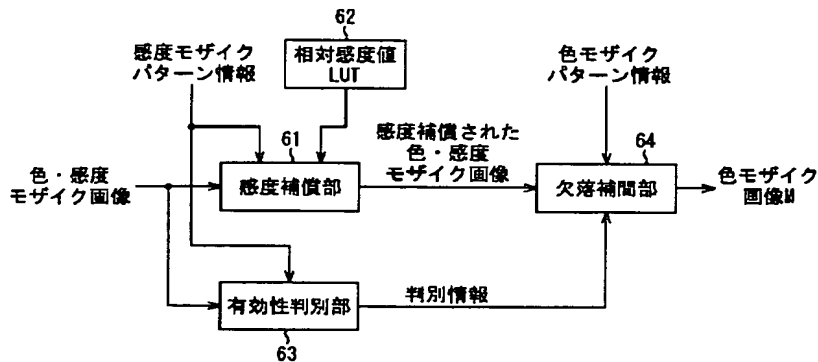 62
感度モザイク
パターン情報
相対感度値
LUT
色モザイク
パターン情報
61
感度補償された
色・感度
モザイク画像
64
色・感度
モザイク画像
感度補償部
欠落補間部
色モザイク
画像M
有効性判別部
判別情報
63